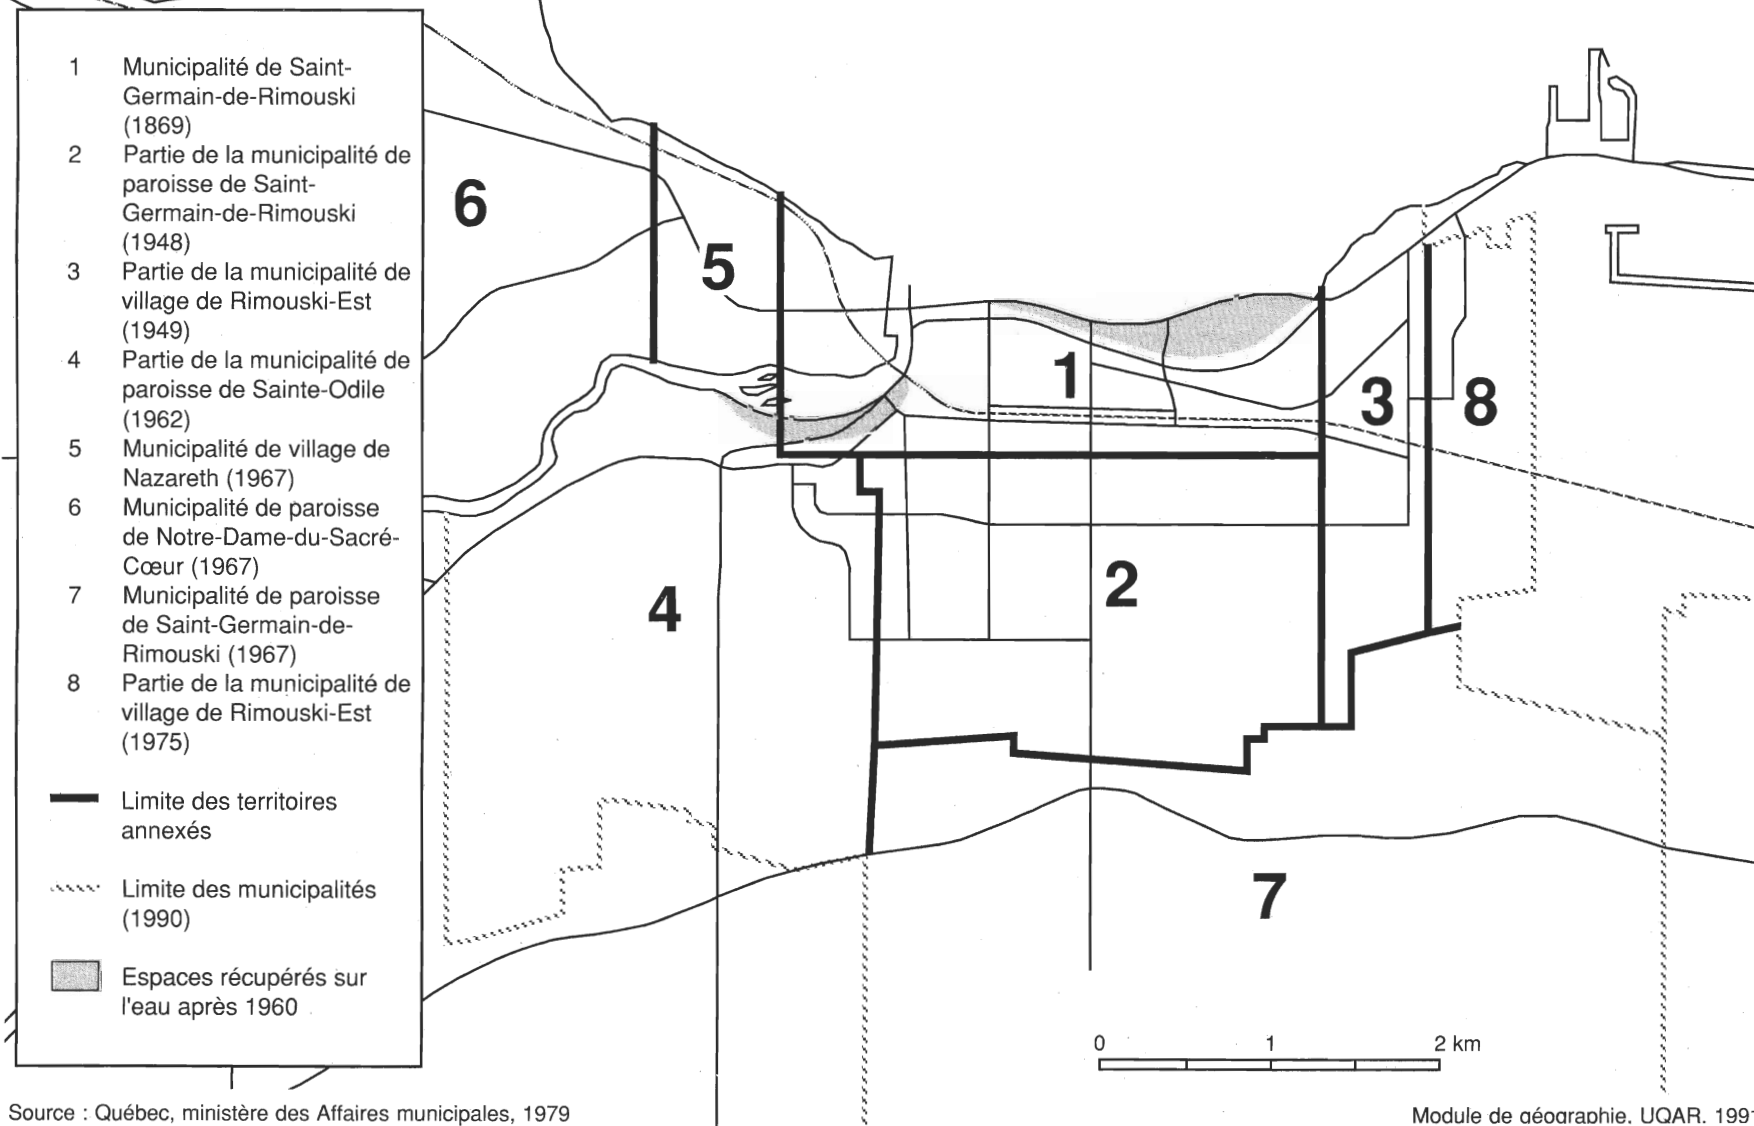 1 Municipalité de Saint-
Germain-de-Rimouski
(1869)
2 Partie de la municipalité de
paroisse de Saint-
Germain-de-Rimouski
(1948)
3 Partie de la municipalité de
village de Rimouski-Est
(1949)
4 Partie de la municipalité de
paroisse de Sainte-Odile
(1962)
5 Municipalité de village de
Nazareth (1967)
6 Municipalité de paroisse
de Notre-Dame-du-Sacré-
Cœur (1967)
7 Municipalité de paroisse
de Saint-Germain-de-
Rimouski (1967)
8 Partie de la municipalité de
village de Rimouski-Est
(1975)
Limite des territoires
annexés
Limite des municipalités
(1990)
Espaces récupérés sur
l'eau après 1960
6
5
1
3
8
2
4
7
0 1 2 km
Source : Québec, ministère des Affaires municipales, 1979
Module de géographie. UQAR. 1991